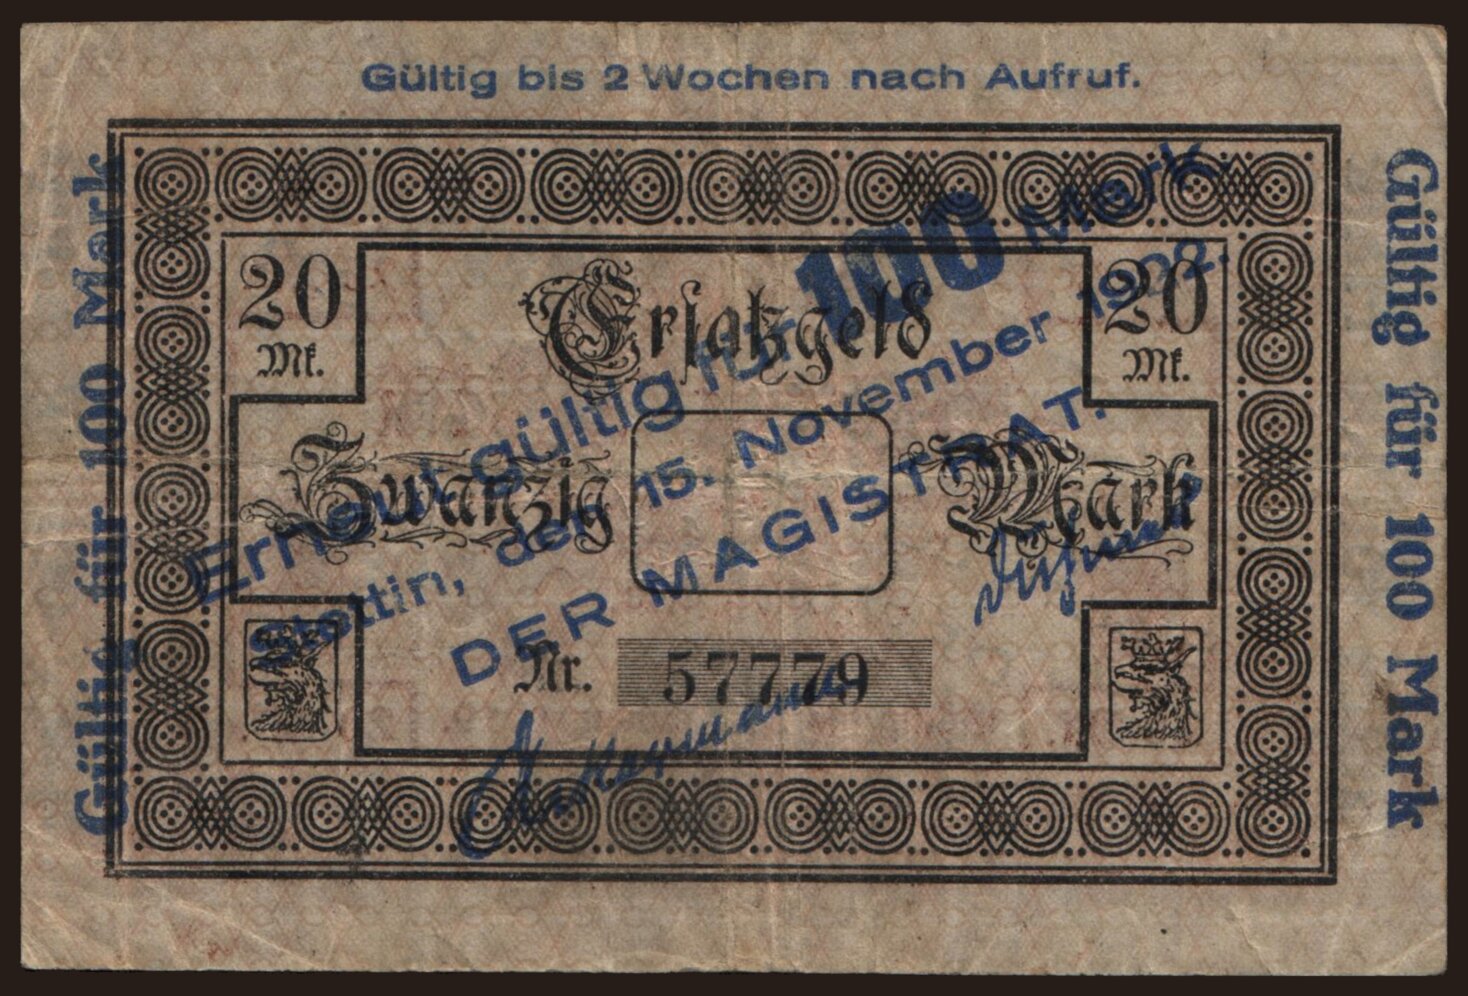 Gültig bis 2 Wochen nach Aufruf.
Gültig für 100 Mark
20 Mk.
Ersatzgeld
20 Mk.
Zwanzig Mark
Erneut gültig für 100 Mark.
Stettin, den 15. November 1922.
DER MAGISTRAT.
Nr. 57779
Gültig für 100 Mark